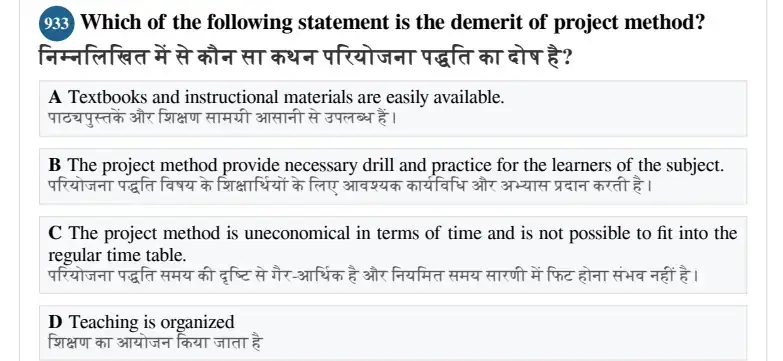 933 Which of the following statement is the demerit of project method?
निम्नलिखित में से कौन सा कथन परियोजना पद्धति का दोष है?
A Textbooks and instructional materials are easily available.
पाठ्यपुस्तकें और शिक्षण सामग्री आसानी से उपलब्ध हैं।
B The project method provide necessary drill and practice for the learners of the subject.
परियोजना पद्धति विषय के शिक्षार्थियों के लिए आवश्यक कार्यविधि और अभ्यास प्रदान करती है।
C The project method is uneconomical in terms of time and is not possible to fit into the
regular time table.
परियोजना पद्धति समय की दृष्टि से गैर-आर्थिक है और नियमित समय सारणी में फिट होना संभव नहीं है।
D Teaching is organized
शिक्षण का आयोजन किया जाता है